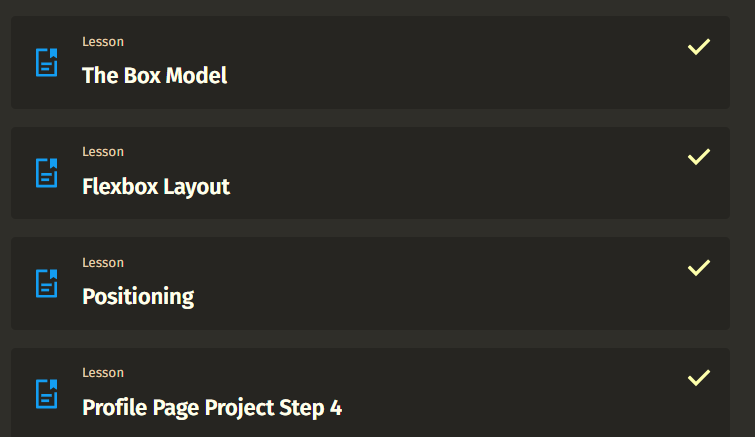 Lesson
The Box Model
Lesson
Flexbox Layout
Lesson
Positioning
Lesson
Profile Page Project Step 4